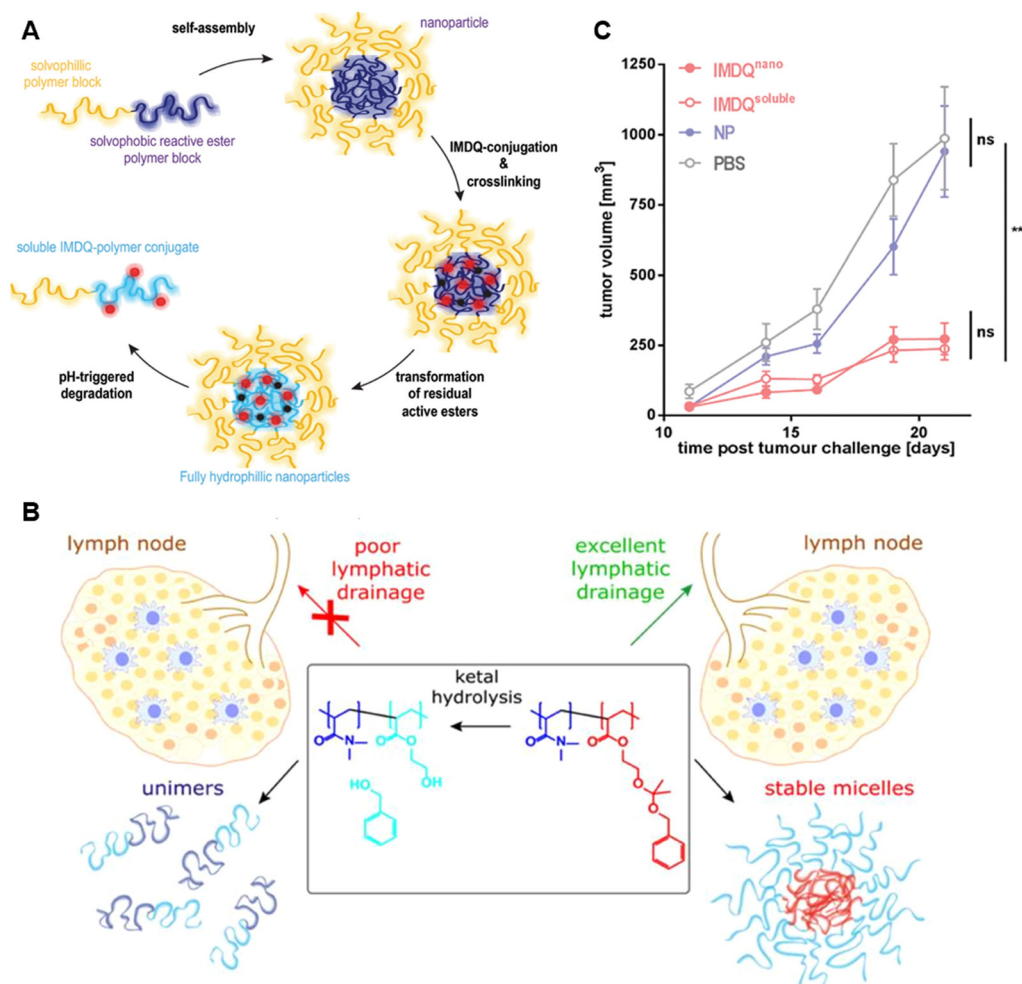 A
self-assembly
nanoparticle
solvophillic
polymer block
solvophobic reactive ester
polymer block
IMDQ-conjugation
&
crosslinking
soluble IMDQ-polymer conjugate
pH-triggered
degradation
transformation
of residual
active esters
Fully hydrophillic nanoparticles
C
1250
1000
750
500
250
0
tumor volume [mm³]
10
15
20
time post tumour challenge [days]
IMDQnano
IMDQsoluble
NP
PBS
ns
**
ns
B
lymph node
poor
lymphatic
drainage
excellent
lymphatic
drainage
lymph node
ketal
hydrolysis
O
N
O
O
OH
HO
O
N
O
O
O
O
unimers
stable micelles